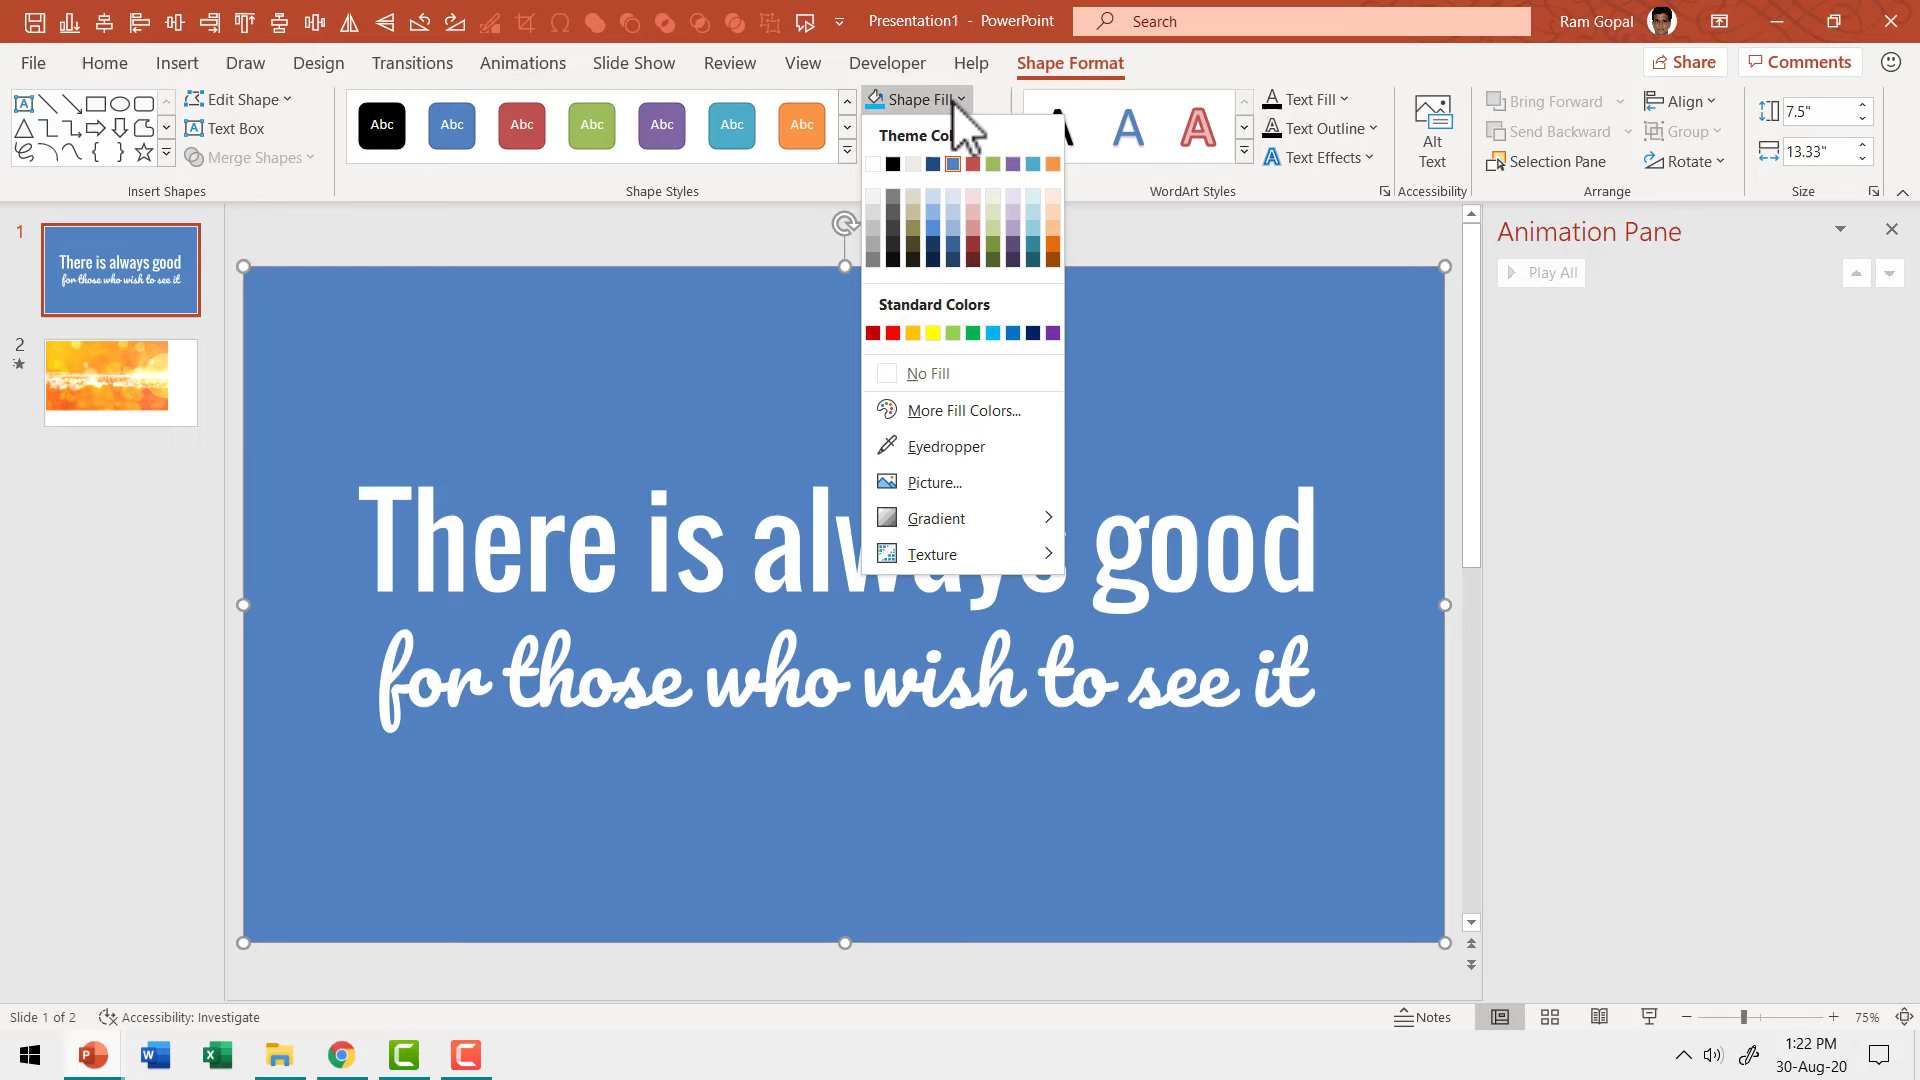 Presentation1 - PowerPoint
Search
Ram Gopal
File Home Insert Draw Design Transitions Animations Slide Show Review View Developer Help Shape Format
Share
Comments
Edit Shape
Text Box
Merge Shapes
Insert Shapes
Abc Abc Abc Abc Abc Abc Abc
Shape Styles
Shape Fill
Theme Col
Standard Colors
No Fill
More Fill Colors...
Eyedropper
Picture...
Gradient
Texture
A A A
Text Fill
Text Outline
Text Effects
WordArt Styles
Alt
Text
Accessibility
Bring Forward
Send Backward
Selection Pane
Align
Group
Rotate
Arrange
7.5"
13.33"
Size
1
There is always good
for those who wish to see it
2
There is always good
for those who wish to see it
Animation Pane
Play All
Slide 1 of 2
Accessibility: Investigate
Notes
75%
1:22 PM
30-Aug-20